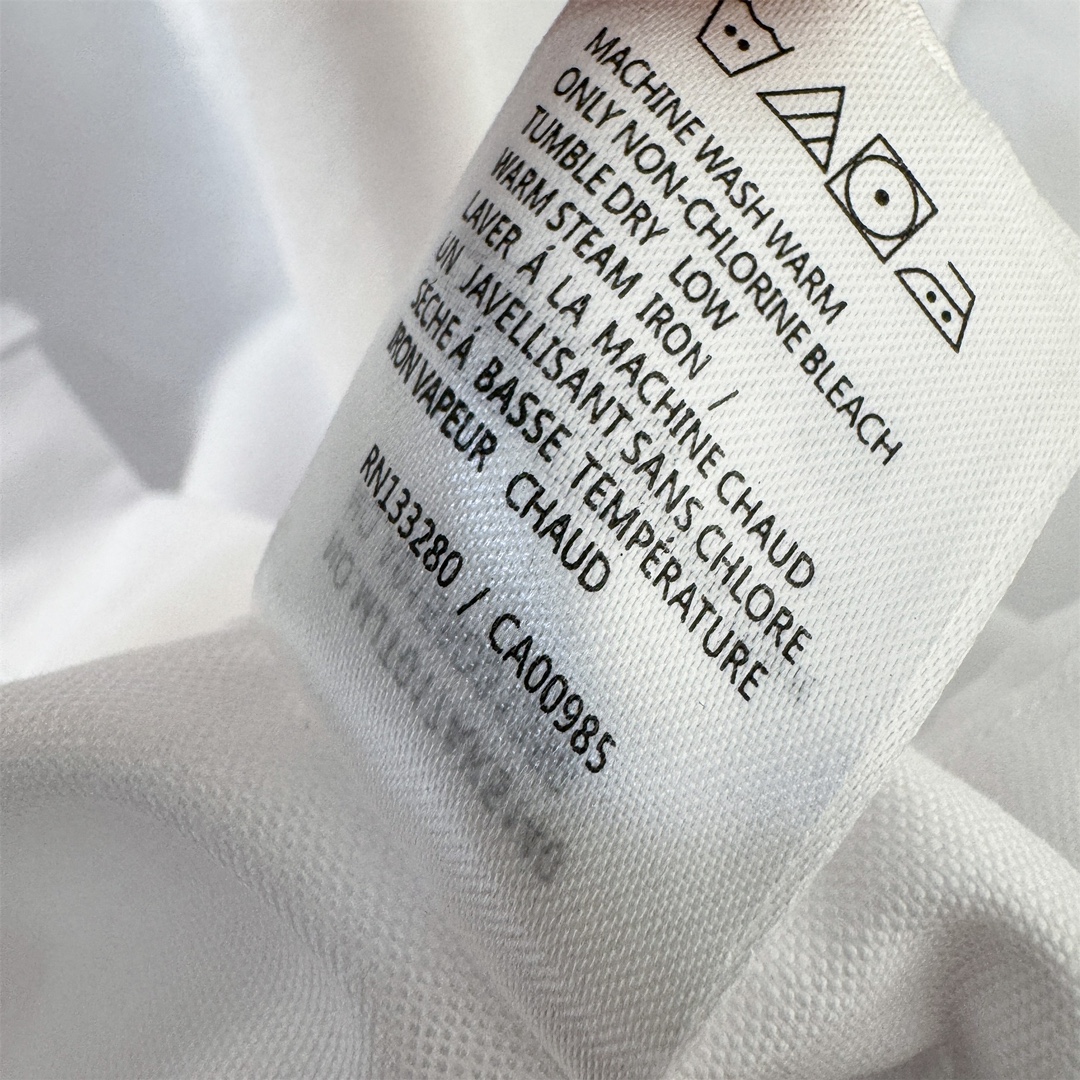 MACHINE WASH WARM
ONLY NON-CHLORINE BLEACH
TUMBLE DRY LOW
WARM STEAM IRON /
LAVER Á LA MACHINE CHAUD
UN JAVELLISANT SANS CHLORE
SÈCHE Á BASSE TEMPÉRATURE
IRON VAPEUR CHAUD
RN133280 / CA00985